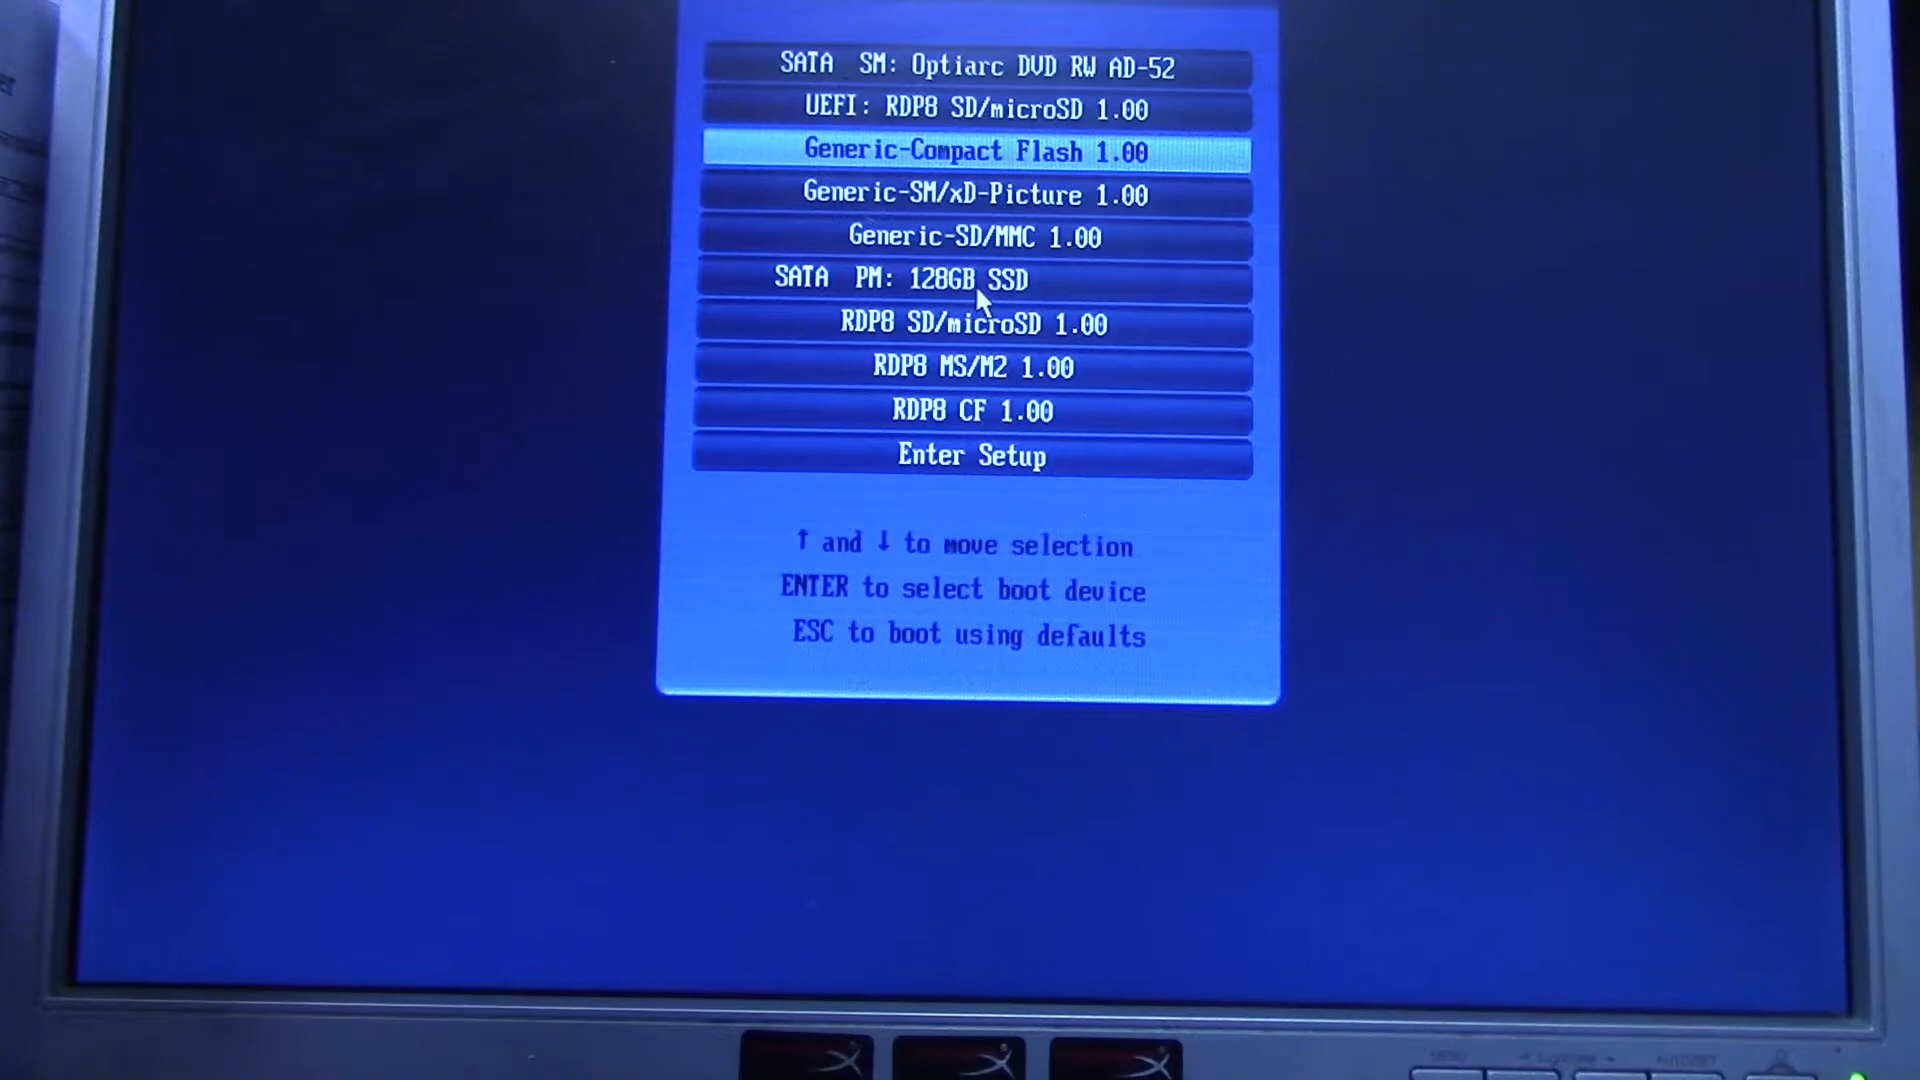 SATA  SM: Optiarc DVD RW AD-52
UEFI: RDP8 SD/microSD 1.00
Generic-Compact Flash 1.00
Generic-SM/xD-Picture 1.00
Generic-SD/MMC 1.00
SATA  PM: 128GB SSD
RDP8 SD/microSD 1.00
RDP8 MS/M2 1.00
RDP8 CF 1.00
Enter Setup
↑ and ↓ to move selection
ENTER to select boot device
ESC to boot using defaults
MENU